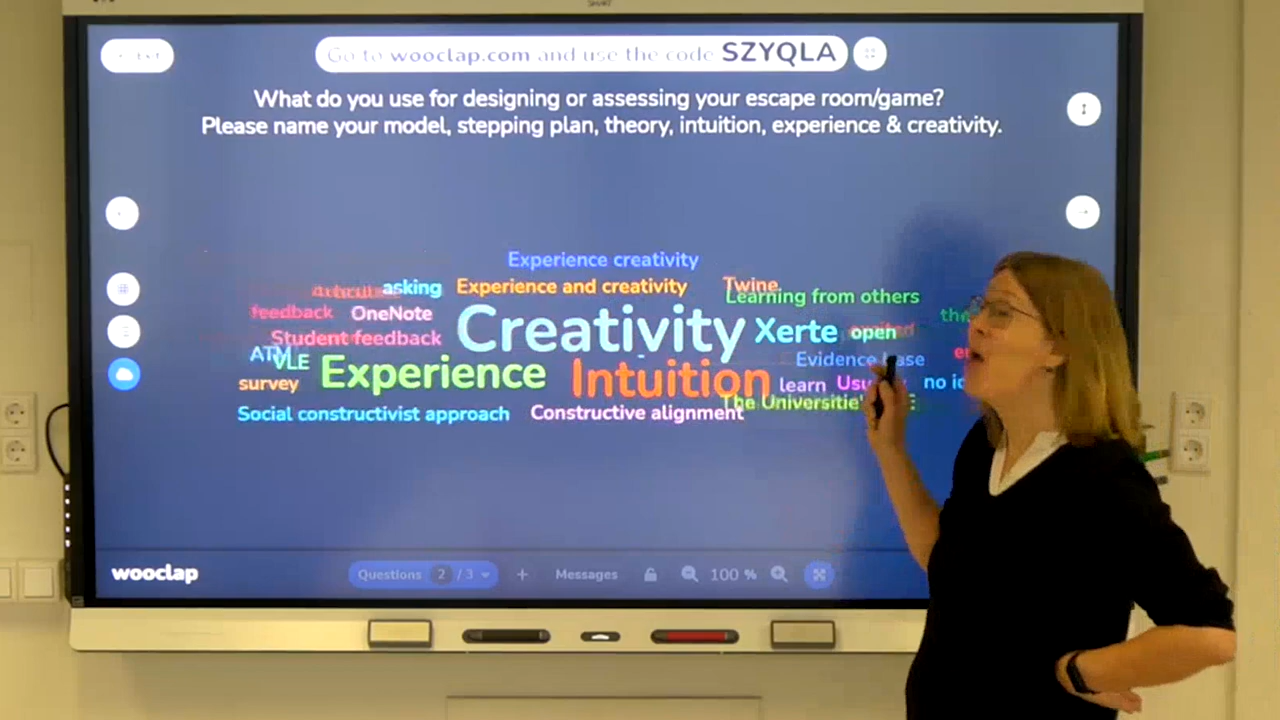 Go to wooclap.com and use the code SZYQLA
What do you use for designing or assessing your escape room/game?
Please name your model, stepping plan, theory, intuition, experience & creativity.
Experience creativity
asking Experience and creativity Twine
Learning from others
feedback OneNote
Creativity Xerte open
Student feedback
ATM
VLE Experience Intuition
Evidence base
survey
learn
no
Social constructivist approach Constructive alignment
The Universitie's
wooclap
Questions 2 / 3
+ Messages 100 %